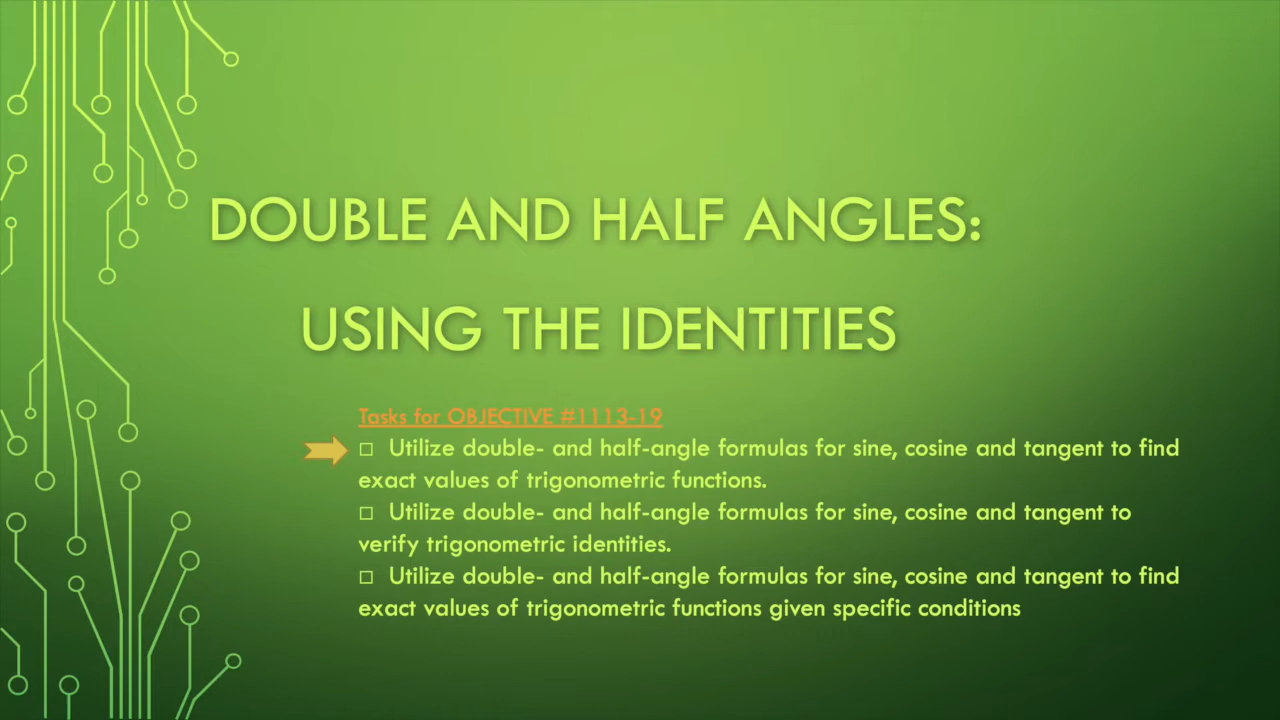 DOUBLE AND HALF ANGLES:
USING THE IDENTITIES
Tasks for OBJECTIVE #1113-19
□ Utilize double- and half-angle formulas for sine, cosine and tangent to find
exact values of trigonometric functions.
□ Utilize double- and half-angle formulas for sine, cosine and tangent to
verify trigonometric identities.
□ Utilize double- and half-angle formulas for sine, cosine and tangent to find
exact values of trigonometric functions given specific conditions